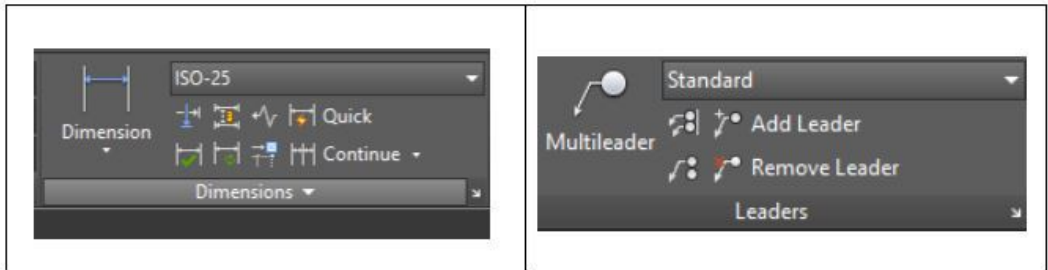 ISO-25
Dimension
Quick
Continue
Dimensions
Standard
Multileader
Add Leader
Remove Leader
Leaders